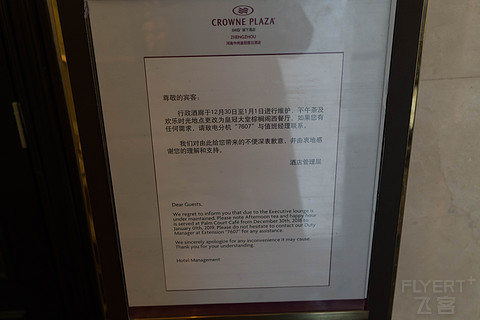 CROWNE PLAZA
ZHENGZHOU
尊敬的宾客:
行政酒廊于12月30日至1月1日进行维护，下午茶及
欢乐时光地点更改为皇冠大堂棕榈阁西餐厅，如果您有
任何需求，请致电分机“7607”与值班经理联系。
我们对由此给您带来的不便深表歉意，并由衷地感
谢您的理解和支持。
酒店管理层
Dear Guests,
We regret to inform you that due to the Executive lounge is
under maintained. Please note Afternoon tea and happy hour
is served at Palm Court Café from December 30th, 2018 to
January 01th, 2019. Please do not hesitate to contact our Duty
Manager at Extension "7607" for any assistance.
We sincerely apologize for any inconvenience it may cause.
Thank you for your understanding.
Hotel Management
FLYERT+
飞客